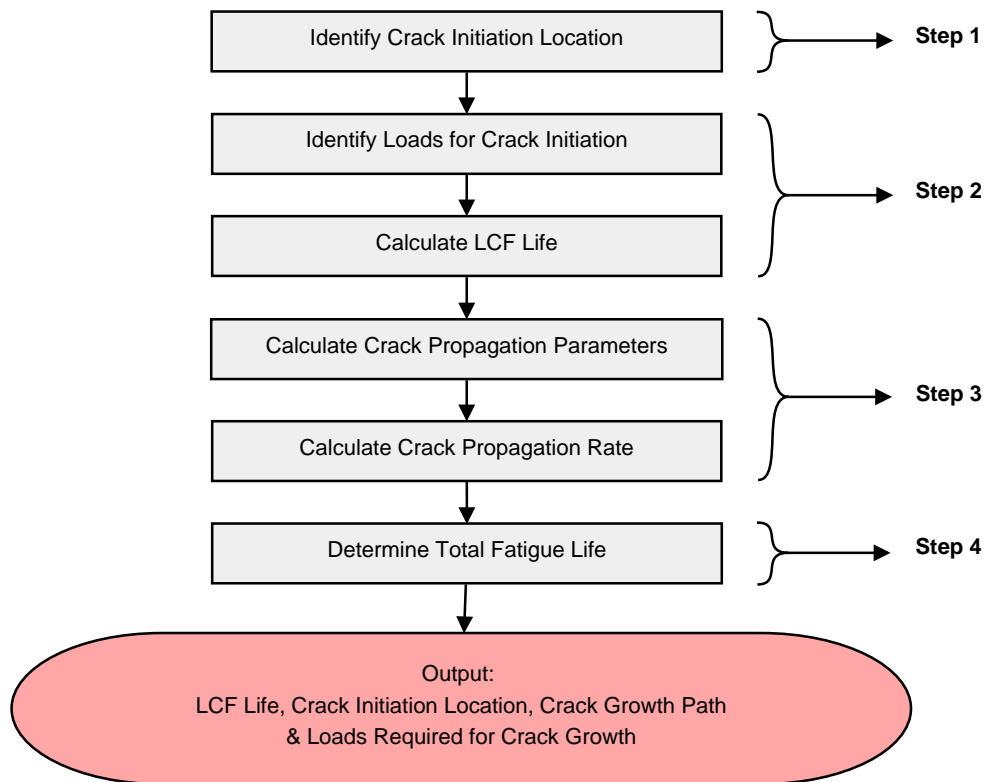 Identify Crack Initiation Location
Step 1
Identify Loads for Crack Initiation
Step 2
Calculate LCF Life
Calculate Crack Propagation Parameters
Step 3
Calculate Crack Propagation Rate
Determine Total Fatigue Life
Step 4
Output:
LCF Life, Crack Initiation Location, Crack Growth Path
& Loads Required for Crack Growth